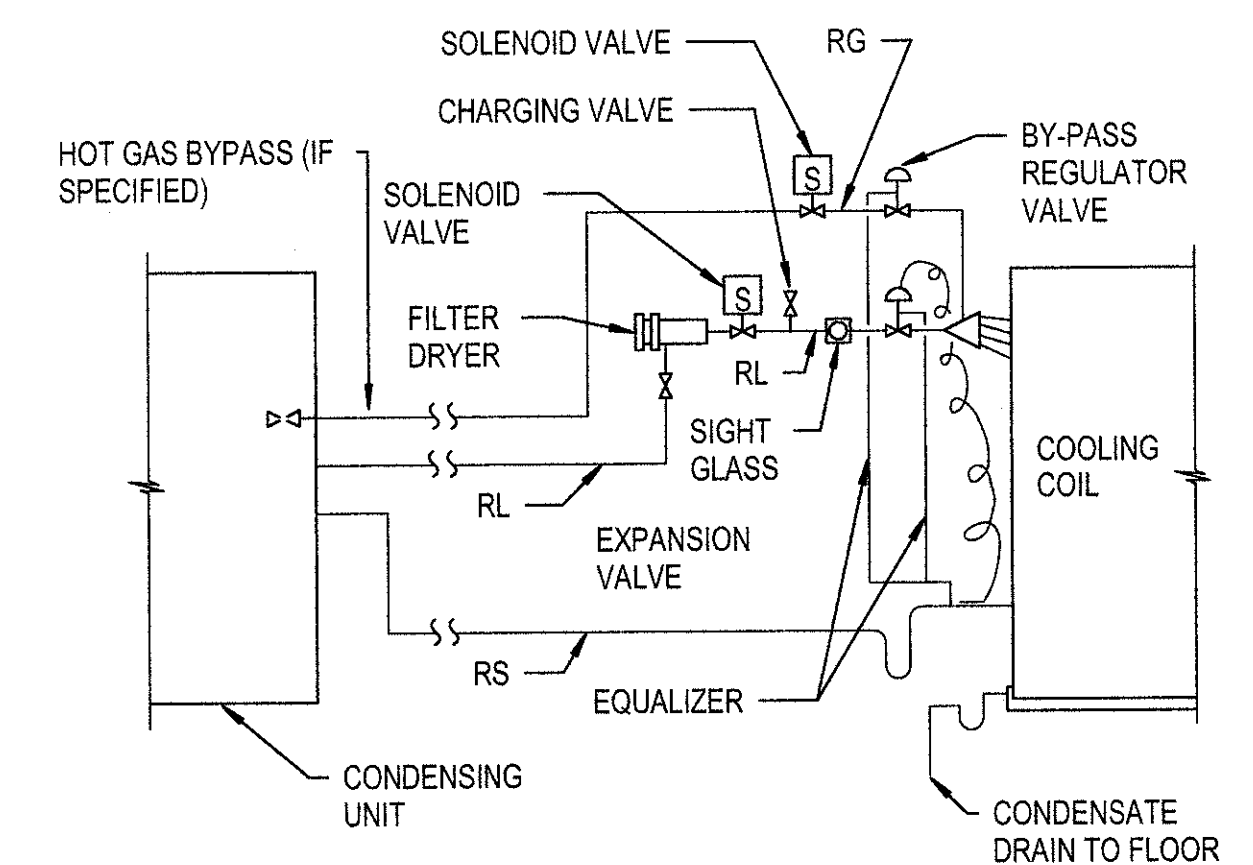 SOLENOID VALVE
RG
CHARGING VALVE
HOT GAS BYPASS (IF
SPECIFIED)
SOLENOID
VALVE
BY-PASS
REGULATOR
VALVE
S
S
FILTER
DRYER
RL
SIGHT
GLASS
COOLING
COIL
RL
EXPANSION
VALVE
RS
EQUALIZER
CONDENSING
UNIT
CONDENSATE
DRAIN TO FLOOR